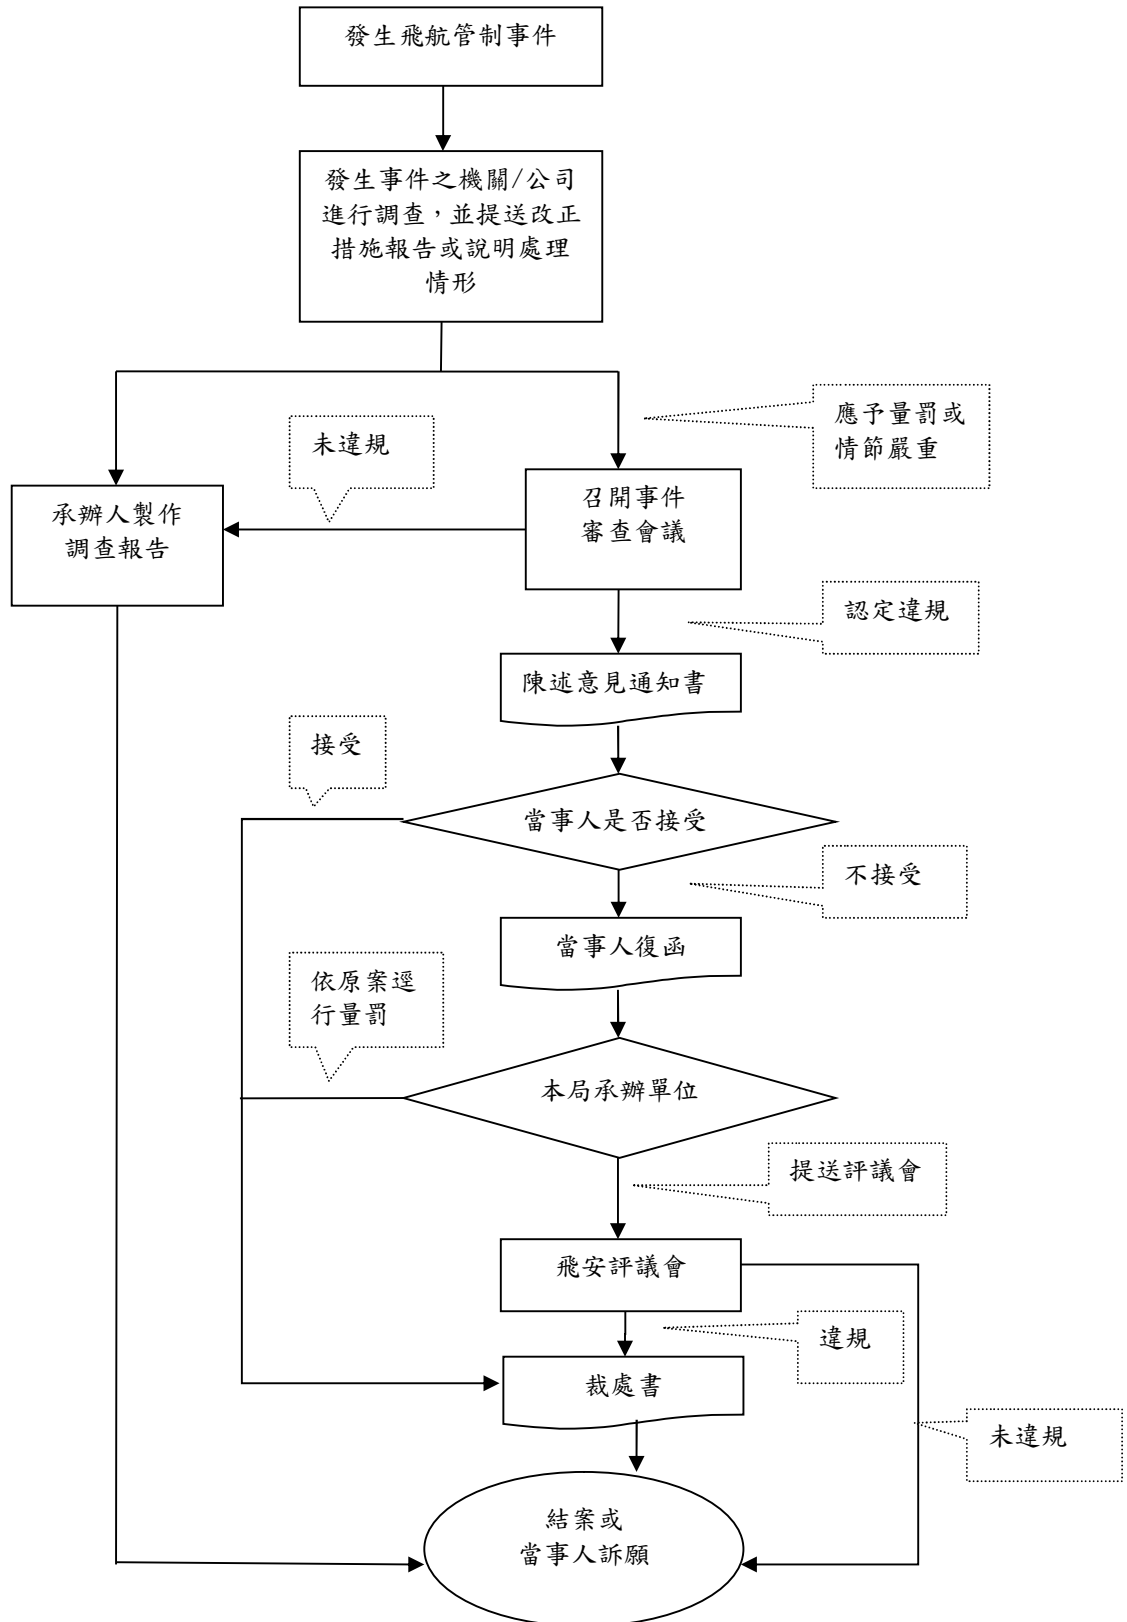 發生飛航管制事件
發生事件之機關/公司
進行調查，並提送改正
措施報告或說明處理
情形
應予量罰或
情節嚴重
未違規
召開事件
審查會議
承辦人製作
調查報告
認定違規
陳述意見通知書
接受
當事人是否接受
不接受
當事人復函
依原案逕
行量罰
本局承辦單位
提送評議會
飛安評議會
違規
裁處書
未違規
結案或
當事人訴願